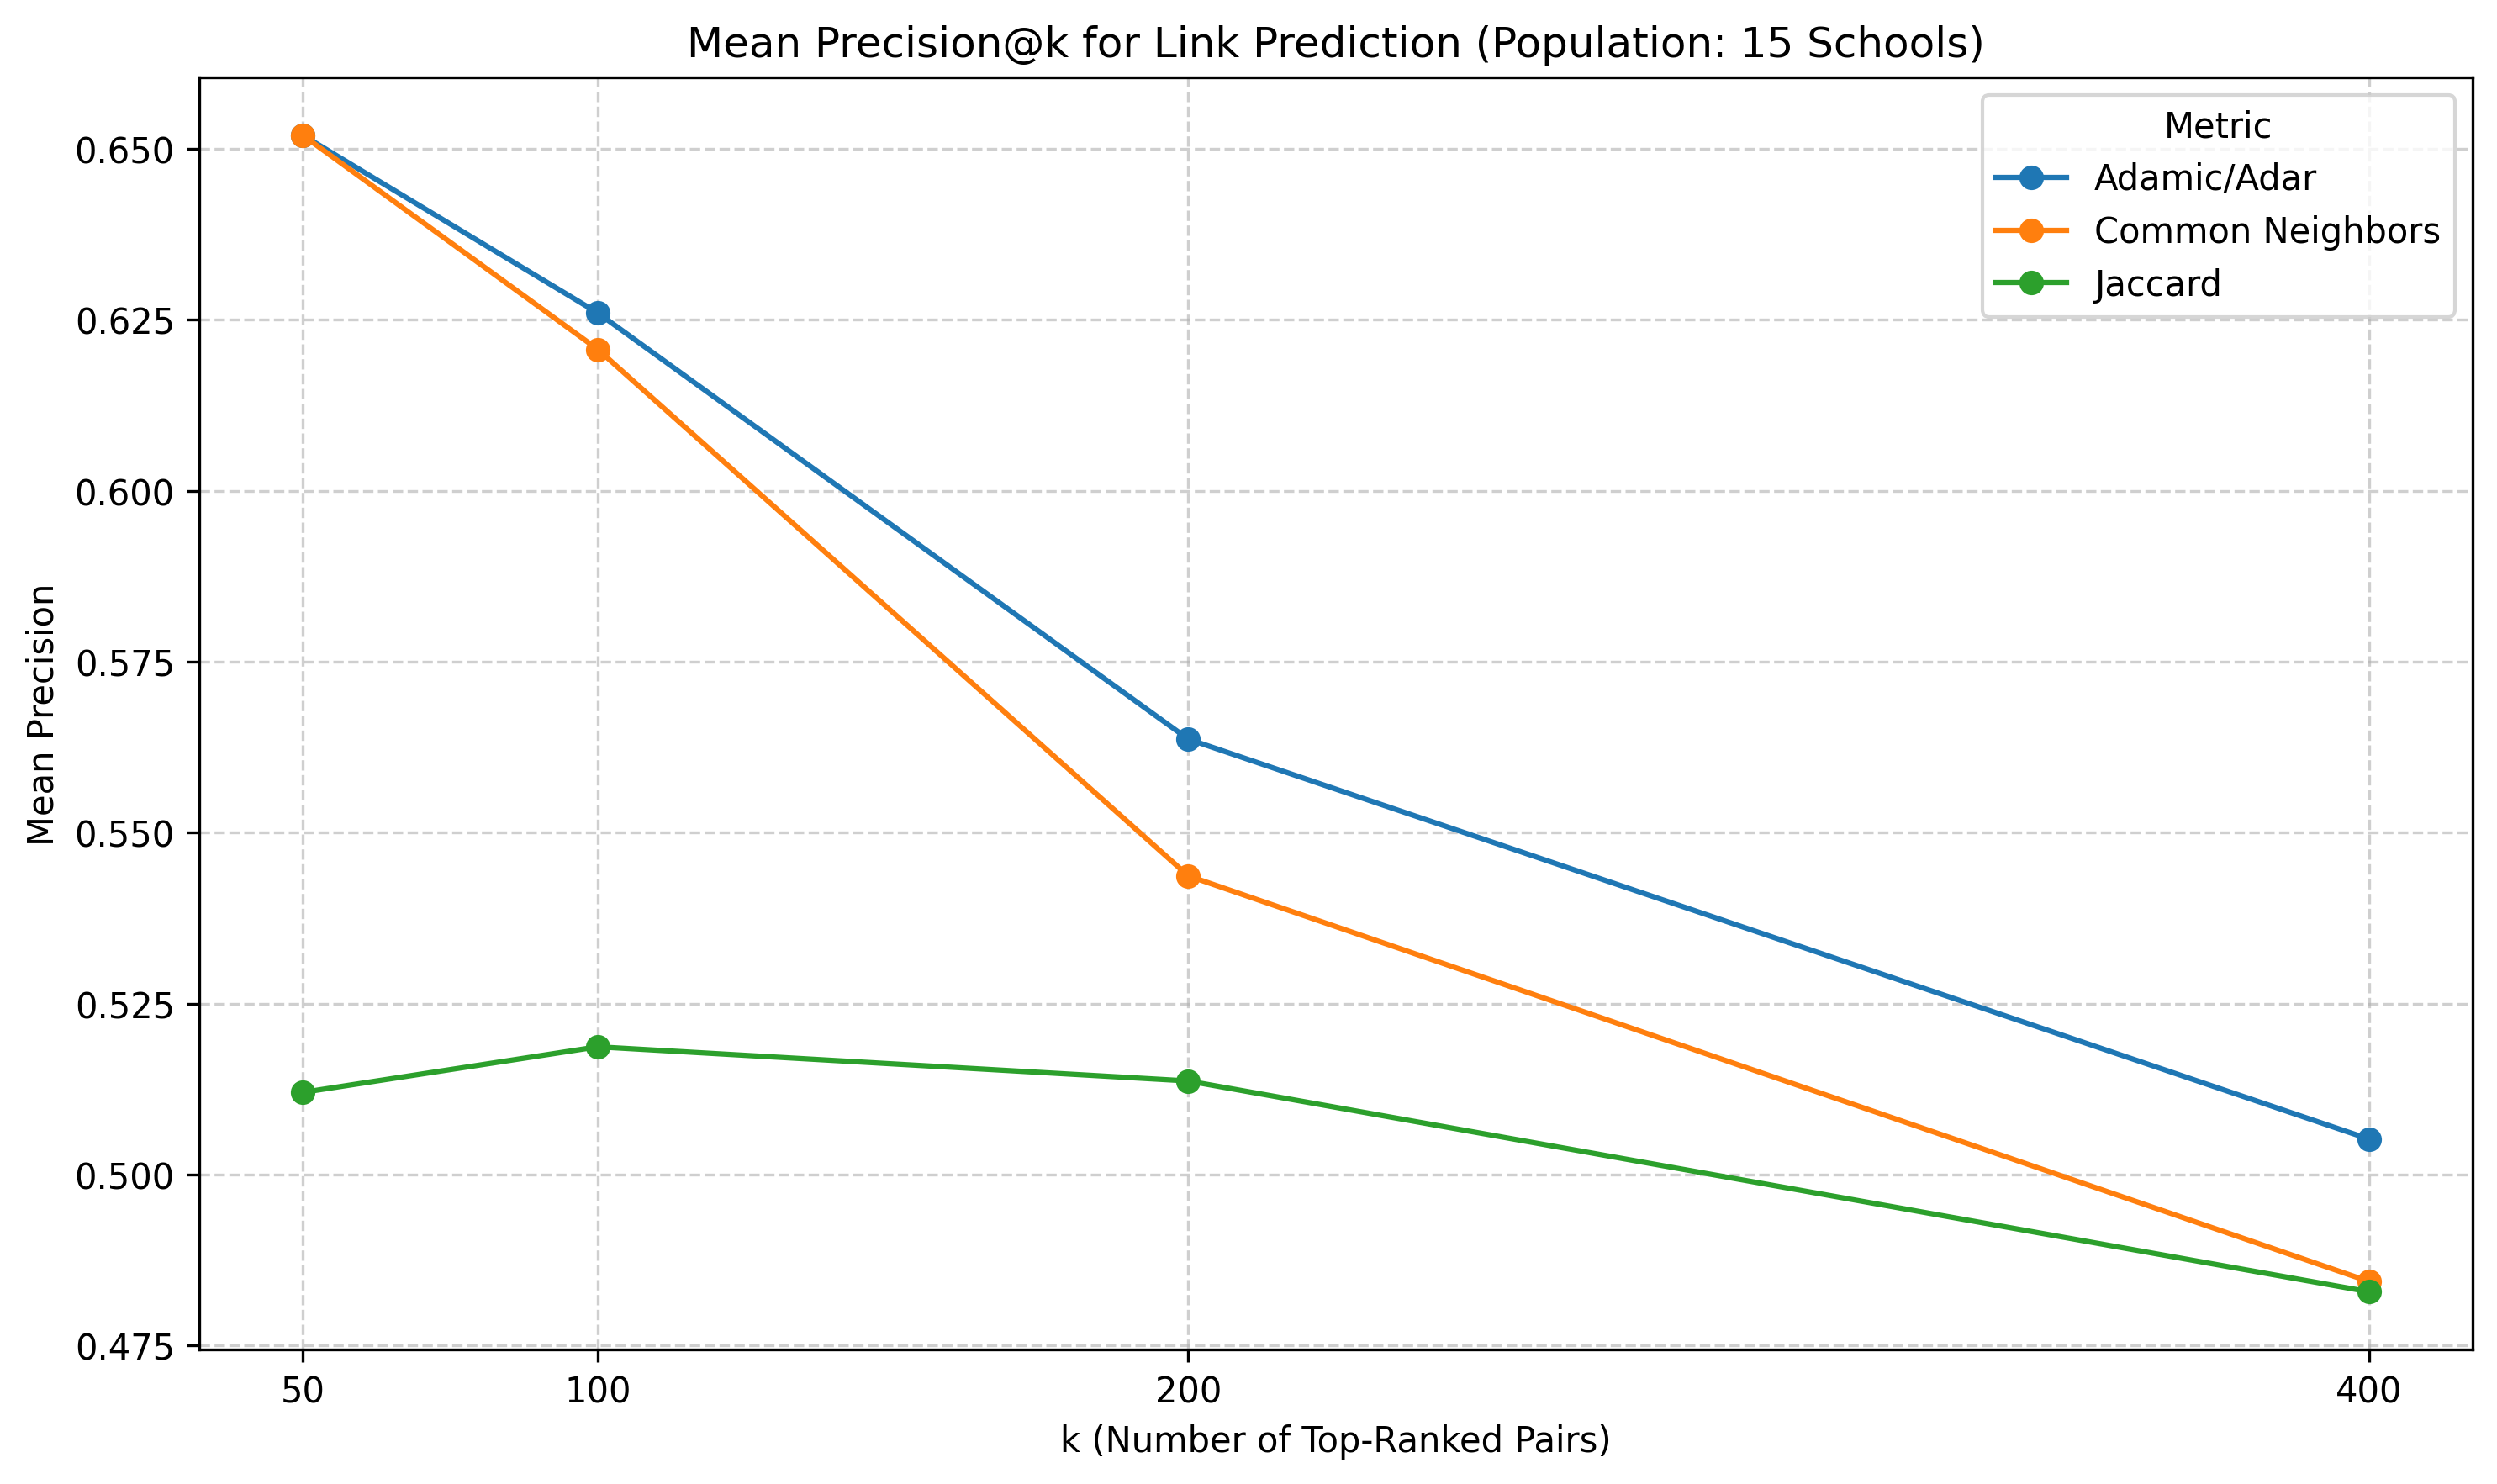 Mean Precision@k for Link Prediction (Population: 15 Schools)
Metric
Adamic/Adar
Common Neighbors
Jaccard
Mean Precision
0.650
0.625
0.600
0.575
0.550
0.525
0.500
0.475
50
100
200
400
k (Number of Top-Ranked Pairs)